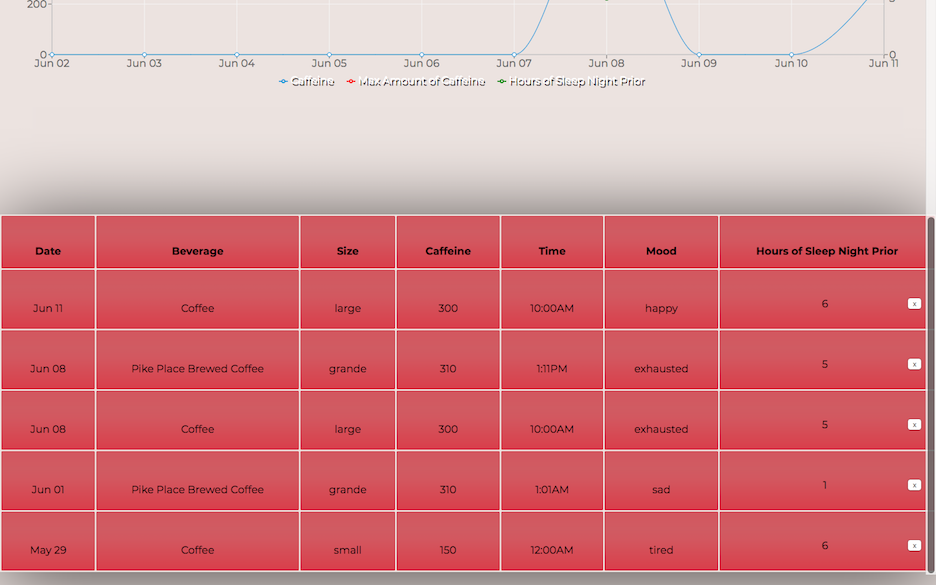 200
0 0
Jun 02 Jun 03 Jun 04 Jun 05 Jun 06 Jun 07 Jun 08 Jun 09 Jun 10 Jun 11
Caffeine Max Amount of Caffeine Hours of Sleep Night Prior
Date Beverage Size Caffeine Time Mood Hours of Sleep Night Prior
Jun 11 Coffee large 300 10:00AM happy 6 x
Jun 08 Pike Place Brewed Coffee grande 310 1:11PM exhausted 5 x
Jun 08 Coffee large 300 10:00AM exhausted 5 x
Jun 01 Pike Place Brewed Coffee grande 310 1:01AM sad 1 x
May 29 Coffee small 150 12:00AM tired 6 x